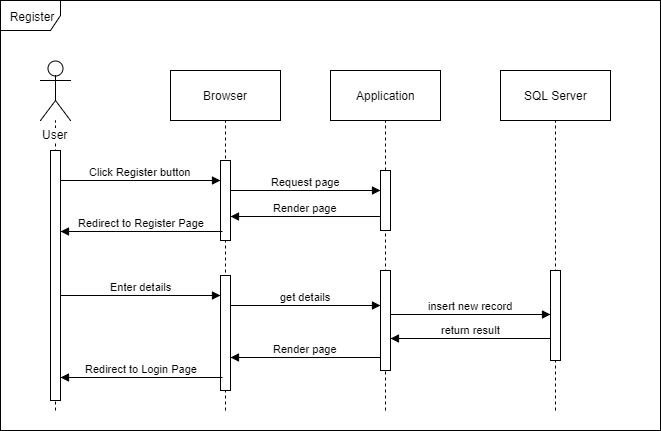 Register
User
Browser
Application
SQL Server
Click Register button
Request page
Render page
Redirect to Register Page
Enter details
get details
insert new record
return result
Render page
Redirect to Login Page